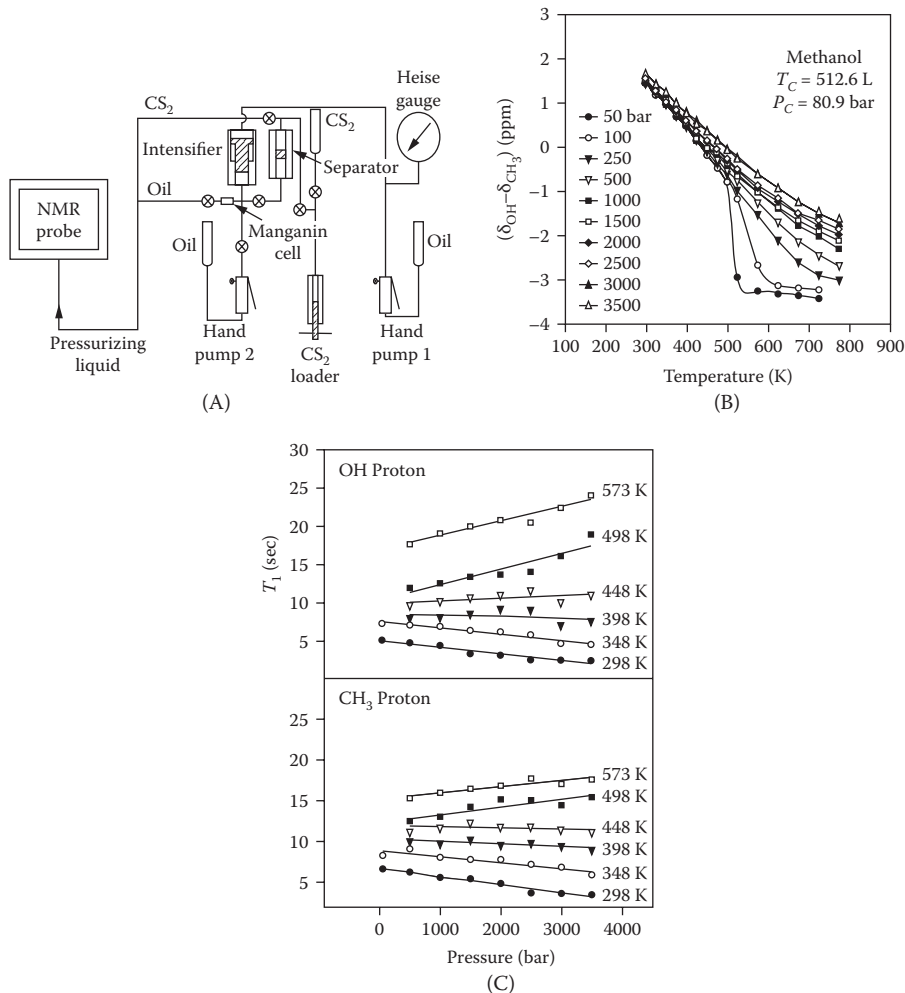 CS2
Intensifier
Oil
NMR
probe
Oil
Manganin
cell
CS2
Separator
Heise
gauge
Oil
Pressurizing
liquid
Hand
pump 2
CS2
loader
Hand
pump 1
(A)
(δOH–δCH3) (ppm)
3
2
1
0
−1
−2
−3
−4
Methanol
TC = 512.6 L
PC = 80.9 bar
50 bar
100
250
500
1000
1500
2000
2500
3000
3500
100 200 300 400 500 600 700 800 900
Temperature (K)
(B)
T1 (sec)
30
25
20
15
10
5
OH Proton
573 K
498 K
448 K
398 K
348 K
298 K
25
20
15
10
5
CH3 Proton
573 K
498 K
448 K
398 K
348 K
298 K
0 1000 2000 3000 4000
Pressure (bar)
(C)